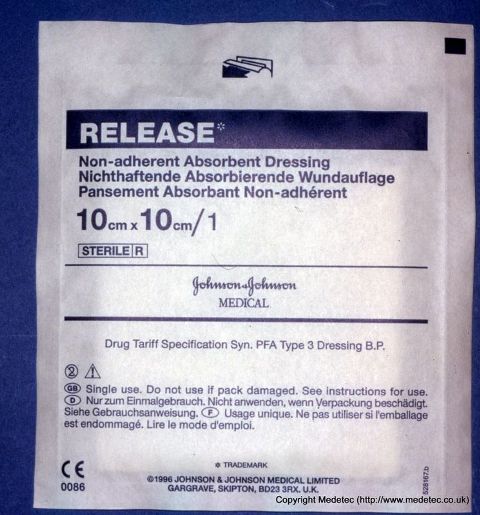 RELEASE*
Non-adherent Absorbent Dressing
Nichthaftende Absorbierende Wundauflage
Pansement Absorbant Non-adhérent
10cm x 10cm/1
STERILE R
Johnson & Johnson
MEDICAL
Drug Tariff Specification Syn. PFA Type 3 Dressing B.P.
2
GB Single use. Do not use if pack damaged. See instructions for use.
D Nur zum Einmalgebrauch. Nicht anwenden, wenn Verpackung beschädigt.
Siehe Gebrauchsanweisung. F Usage unique. Ne pas utiliser si l'emballage
est endommagé. Lire le mode d'emploi.
CE
0086
* TRADEMARK
©1996 JOHNSON & JOHNSON MEDICAL LIMITED
GARGRAVE, SKIPTON, BD23 3RX. U.K.
528167.b
Copyright Medetec (http://www.medetec.co.uk)